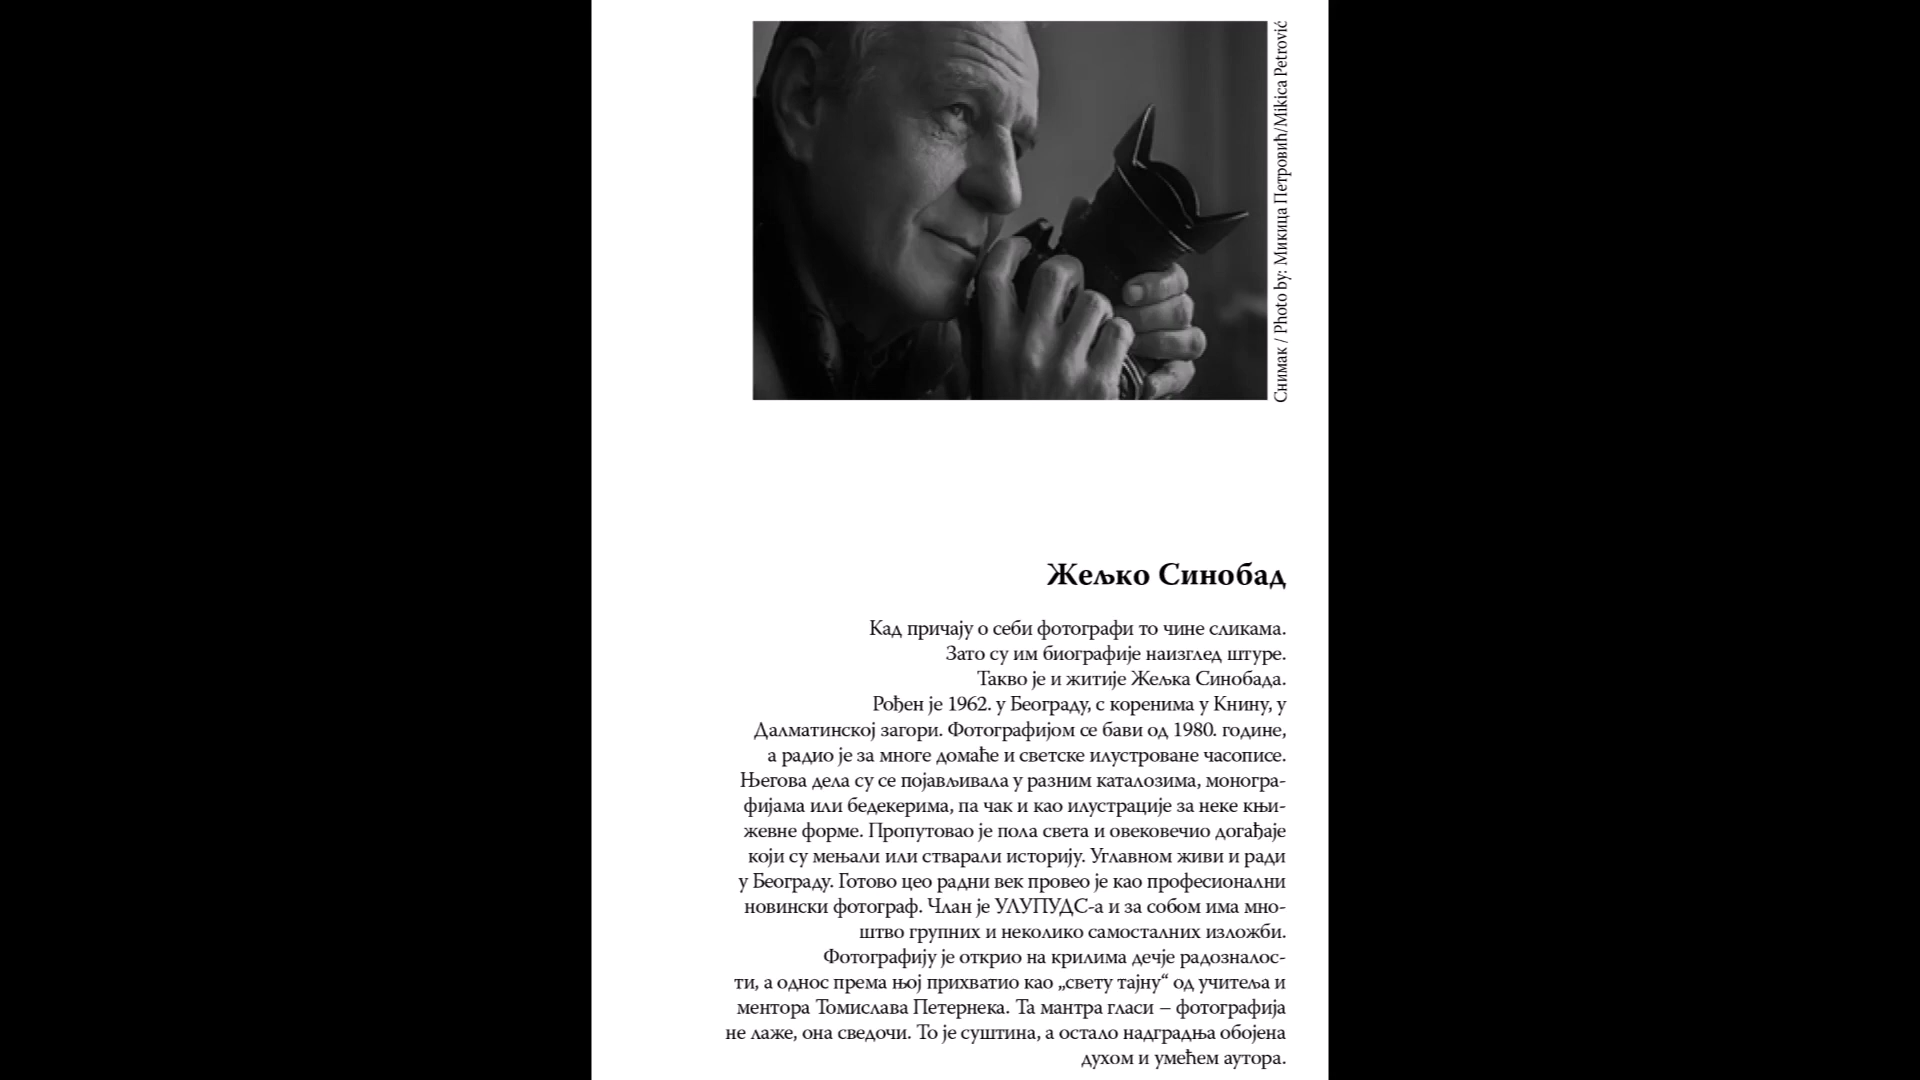 Снимак / Photo by: Микица Петровић/Mikica Petrović
Жељко Синобад
Кад причају о себи фотографи то чине сликама.
Зато су им биографије наизглед штуре.
Такво је и житије Жељка Синобада.
Рођен је 1962. у Београду, с коренима у Книну, у
Далматинској загори. Фотографијом се бави од 1980. године,
а радио је за многе домаће и светске илустроване часописе.
Његова дела су се појављивала у разним каталозима, моногра-
фијама или бедекерима, па чак и као илустрације за неке књи-
жевне форме. Пропутовао је пола света и овековечио догађаје
који су мењали или стварали историју. Углавном живи и ради
у Београду. Готово цео радни век провео је као професионални
новински фотограф. Члан је УЛУПУДС-а и за собом има мно-
штво групних и неколико самосталних изложби.
Фотографију је открио на крилима дечје радозналос-
ти, а однос према њој прихватио као „свету тајну“ од учитеља и
ментора Томислава Петернека. Та мантра гласи – фотографија
не лаже, она сведочи. То је суштина, а остало надградња обојена
духом и умећем аутора.